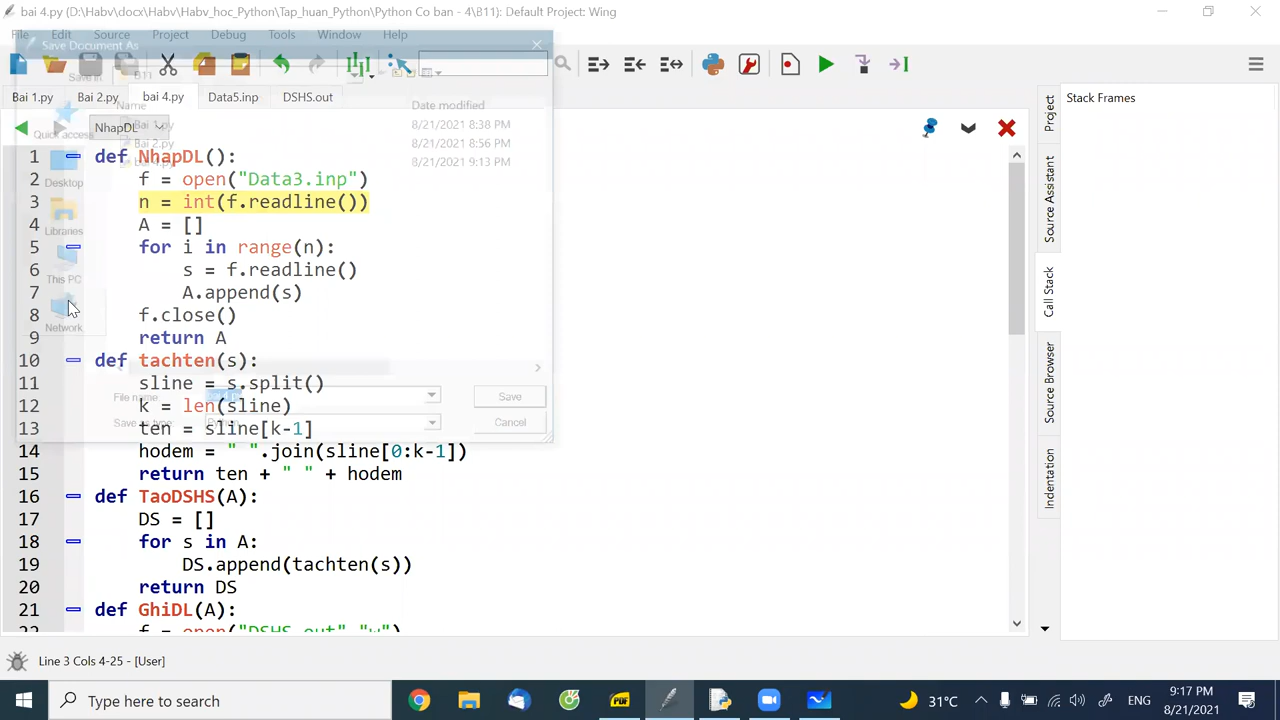 bai 4.py (D:\Habv\docx\Habv\Habv_hoc_Python\Tap_huan_Python\Python Co ban - 4\B11): Default Project: Wing
File Edit Source Project Debug Tools Window Help
Save Document As
Save in B11
Bai 1.py Bai 2.py bai 4.py Data5.inp DSHS.out
Name Date modified
NhapDL
Quick access
Bai 1.py 8/21/2021 8:38 PM
Bai 2.py 8/21/2021 8:56 PM
bai 4.py 8/21/2021 9:13 PM
Desktop
Libraries
This PC
Network
File name
Save
Save as type Python
Cancel
1 def NhapDL():
2 f = open("Data3.inp")
3 n = int(f.readline())
4 A = []
5 for i in range(n):
6 s = f.readline()
7 A.append(s)
8 f.close()
9 return A
10 def tachten(s):
11 sline = s.split()
12 k = len(sline)
13 ten = sline[k-1]
14 hodem = " ".join(sline[0:k-1])
15 return ten + " " + hodem
16 def TaoDSHS(A):
17 DS = []
18 for s in A:
19 DS.append(tachten(s))
20 return DS
21 def GhiDL(A):
22 f = open("DSHS.out","w")
Stack Frames
Project
Source Assistant
Call Stack
Source Browser
Indentation
Line 3 Cols 4-25 - [User]
Type here to search
31°C
ENG
9:17 PM
8/21/2021